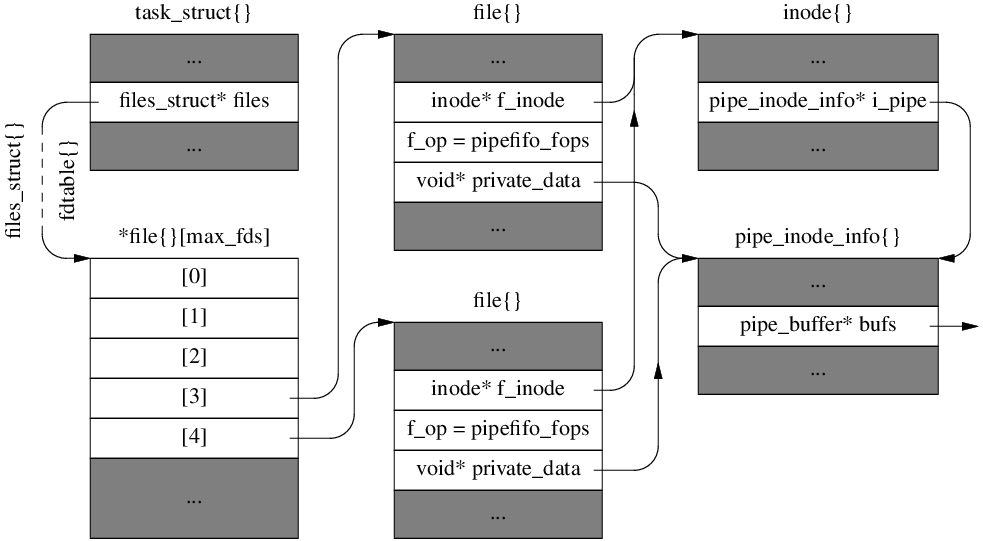 task_struct{}
...
files_struct* files
...
files_struct{}
fdtable{}
*file{}[max_fds]
[0]
[1]
[2]
[3]
[4]
...
file{}
...
inode* f_inode
f_op = pipefifo_fops
void* private_data
...
file{}
...
inode* f_inode
f_op = pipefifo_fops
void* private_data
...
inode{}
...
pipe_inode_info* i_pipe
...
pipe_inode_info{}
...
pipe_buffer* bufs
...